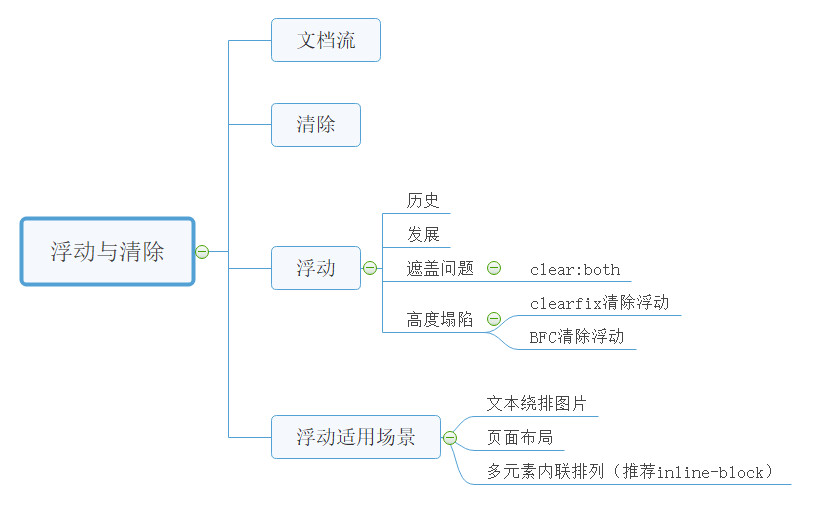 文档流
清除
浮动与清除
浮动
历史
发展
遮盖问题
clear:both
高度塌陷
clearfix清除浮动
BFC清除浮动
浮动适用场景
文本绕排图片
页面布局
多元素内联排列（推荐inline-block）